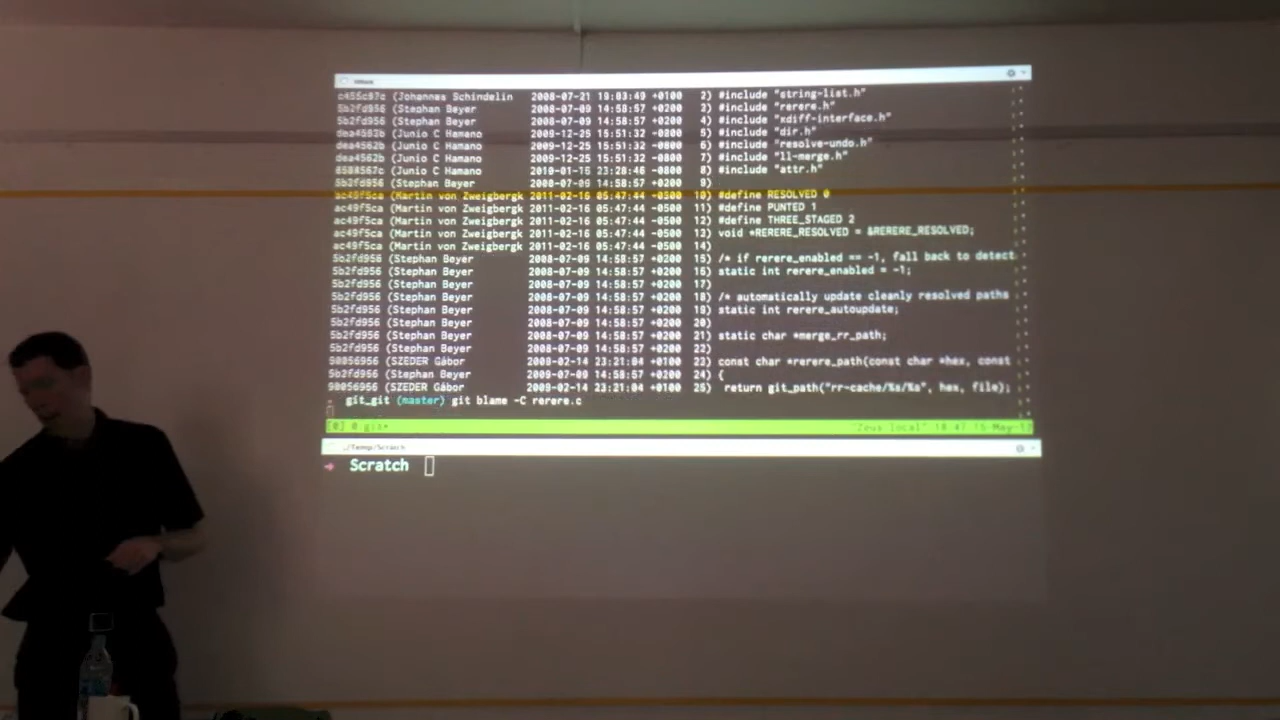 (Johannes Schindelin 2008-07-21 19:03:49 +0100 2) #include "string-list.h"
5b2fd956 (Stephan Beyer 2008-07-09 14:58:57 +0200 3) #include "rerere.h"
5b2fd956 (Stephan Beyer 2008-07-09 14:58:57 +0200 4) #include "xdiff-interface.h"
dea4562b (Junio C Hamano 2009-12-25 15:51:32 -0800 5) #include "dir.h"
dea4562b (Junio C Hamano 2009-12-25 15:51:32 -0800 6) #include "resolve-undo.h"
dea4562b (Junio C Hamano 2009-12-25 15:51:32 -0800 7) #include "ll-merge.h"
(Junio C Hamano 2010-01-16 23:28:46 -0800 8) #include "attr.h"
5b2fd956 (Stephan Beyer 2008-07-09 14:58:57 +0200 9)
ac49f5ca (Martin von Zweigbergk 2011-02-16 05:47:44 -0500 10) #define RESOLVED 0
ac49f5ca (Martin von Zweigbergk 2011-02-16 05:47:44 -0500 11) #define PUNTED 1
ac49f5ca (Martin von Zweigbergk 2011-02-16 05:47:44 -0500 12) #define THREE_STAGED 2
ac49f5ca (Martin von Zweigbergk 2011-02-16 05:47:44 -0500 13) void *RERERE_RESOLVED = &RERERE_RESOLVED;
ac49f5ca (Martin von Zweigbergk 2011-02-16 05:47:44 -0500 14)
5b2fd956 (Stephan Beyer 2008-07-09 14:58:57 +0200 15) /* if rerere_enabled == -1, fall back to detect
5b2fd956 (Stephan Beyer 2008-07-09 14:58:57 +0200 16) static int rerere_enabled = -1;
5b2fd956 (Stephan Beyer 2008-07-09 14:58:57 +0200 17)
5b2fd956 (Stephan Beyer 2008-07-09 14:58:57 +0200 18) /* automatically update cleanly resolved paths
5b2fd956 (Stephan Beyer 2008-07-09 14:58:57 +0200 19) static int rerere_autoupdate;
5b2fd956 (Stephan Beyer 2008-07-09 14:58:57 +0200 20)
5b2fd956 (Stephan Beyer 2008-07-09 14:58:57 +0200 21) static char *merge_rr_path;
5b2fd956 (Stephan Beyer 2008-07-09 14:58:57 +0200 22)
90056956 (SZEDER Gábor 2009-02-14 23:21:04 +0100 23) const char *rerere_path(const char *hex, const
5b2fd956 (Stephan Beyer 2008-07-09 14:58:57 +0200 24) {
90056956 (SZEDER Gábor 2009-02-14 23:21:04 +0100 25) return git_path("rr-cache/%s/%s", hex, file);
git_git (master) git blame -C rerere.c
[0] 0:git* "Zeus.local" 18:47
../Temp/Scratch
→ Scratch